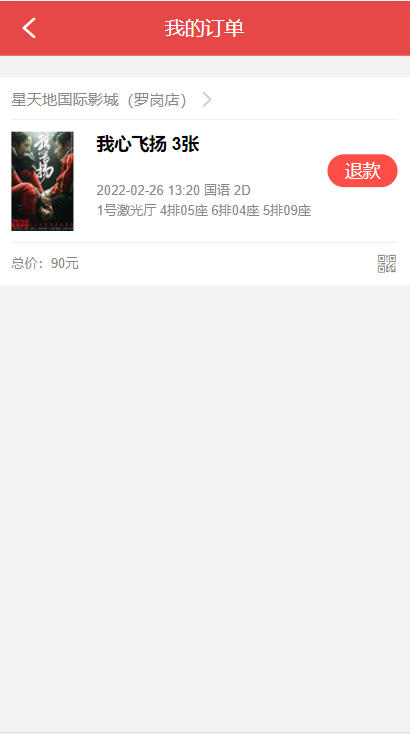 我的订单
星天地国际影城（罗岗店）
我心飞扬 3张
退款
2022-02-26 13:20 国语 2D
1号激光厅 4排05座 6排04座 5排09座
总价：90元